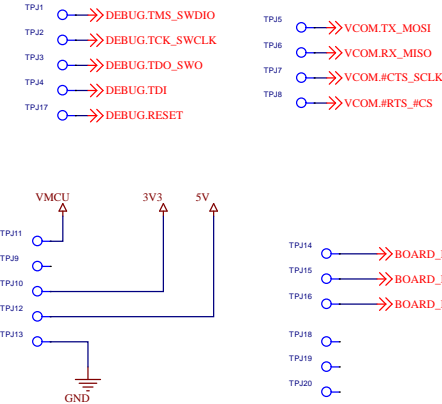 TPJ1
DEBUG.TMS_SWDIO
TPJ2
DEBUG.TCK_SWCLK
TPJ3
DEBUG.TDO_SWO
TPJ4
DEBUG.TDI
TPJ17
DEBUG.RESET
TPJ5
VCOM.TX_MOSI
TPJ6
VCOM.RX_MISO
TPJ7
VCOM.#CTS_SCLK
TPJ8
VCOM.#RTS_#CS
VMCU
3V3
5V
TPJ11
TPJ9
TPJ10
TPJ12
TPJ13
GND
TPJ14
BOARD_
TPJ15
BOARD_
TPJ16
BOARD_
TPJ18
TPJ19
TPJ20